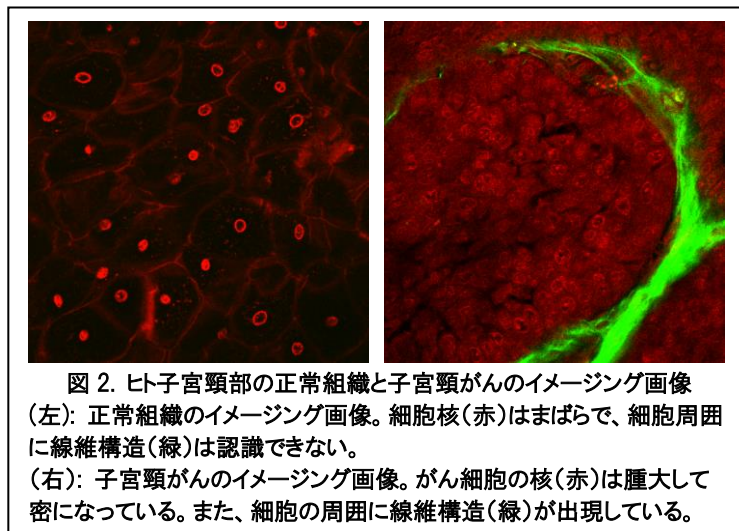 図 2. ヒト子宮頸部の正常組織と子宮頸がんのイメージング画像
(左): 正常組織のイメージング画像。細胞核(赤)はまばらで、細胞周囲
に線維構造(緑)は認識できない。
(右): 子宮頸がんのイメージング画像。がん細胞の核(赤)は腫大して
密になっている。また、細胞の周囲に線維構造(緑)が出現している。